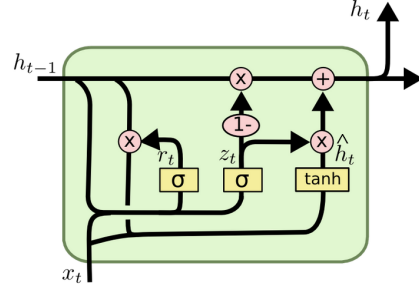 h_t
h_{t-1}
x
+
1-
x
r_t
z_t
x
ĥ_t
σ
σ
tanh
x_t